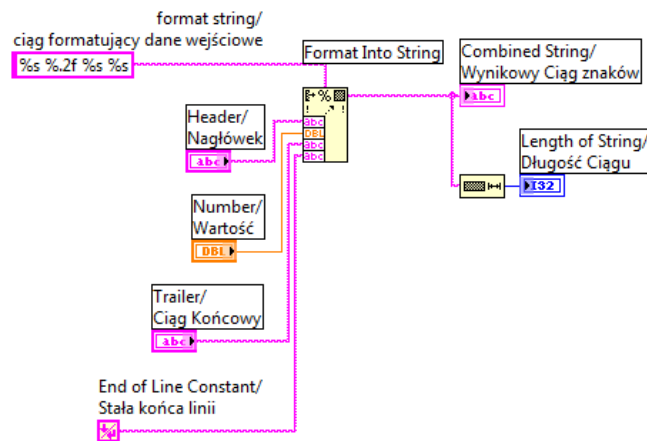 format string/
ciąg formatujący dane wejściowe
%s %.2f %s %s
Format Into String
%
! !
abc
DBL
abc
abc
Combined String/
Wynikowy Ciąg znaków
abc
Header/
Nagłówek
abc
Length of String/
Długość Ciągu
I32
Number/
Wartość
DBL
Trailer/
Ciąg Końcowy
abc
End of Line Constant/
Stała końca linii